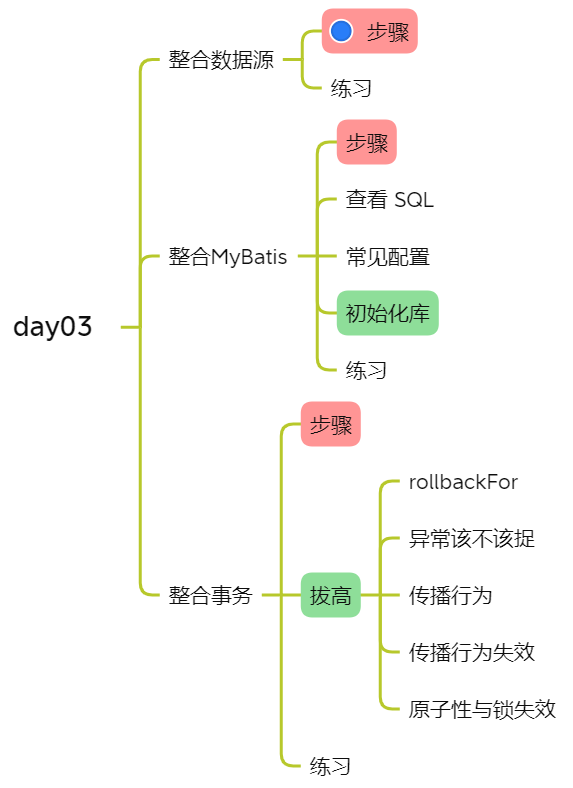 day03
整合数据源
步骤
练习
整合MyBatis
步骤
查看 SQL
常见配置
初始化库
练习
整合事务
步骤
拔高
rollbackFor
异常该不该捉
传播行为
传播行为失效
原子性与锁失效
练习